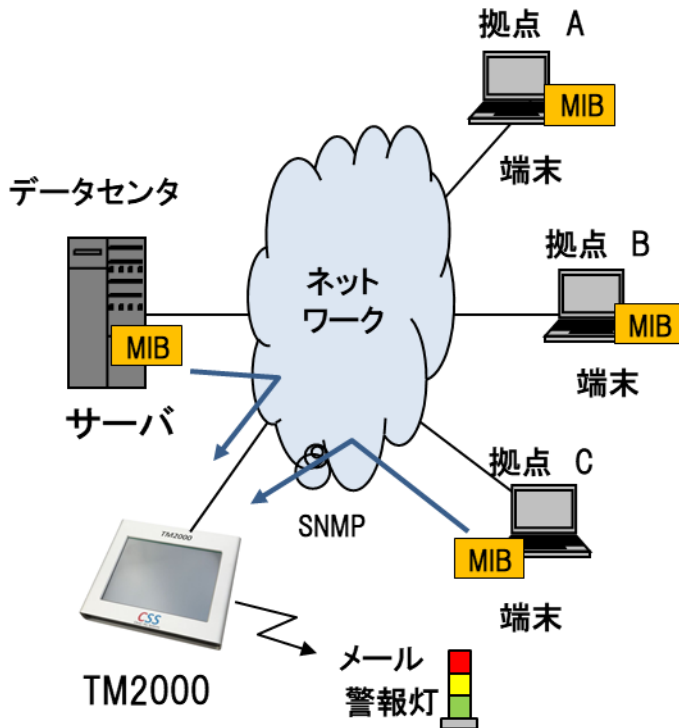 拠点 A
MIB
端末
データセンタ
拠点 B
ネット
ワーク
MIB
MIB
端末
サーバ
拠点 C
SNMP
TM2000
MIB
CSS
端末
メール
TM2000
警報灯